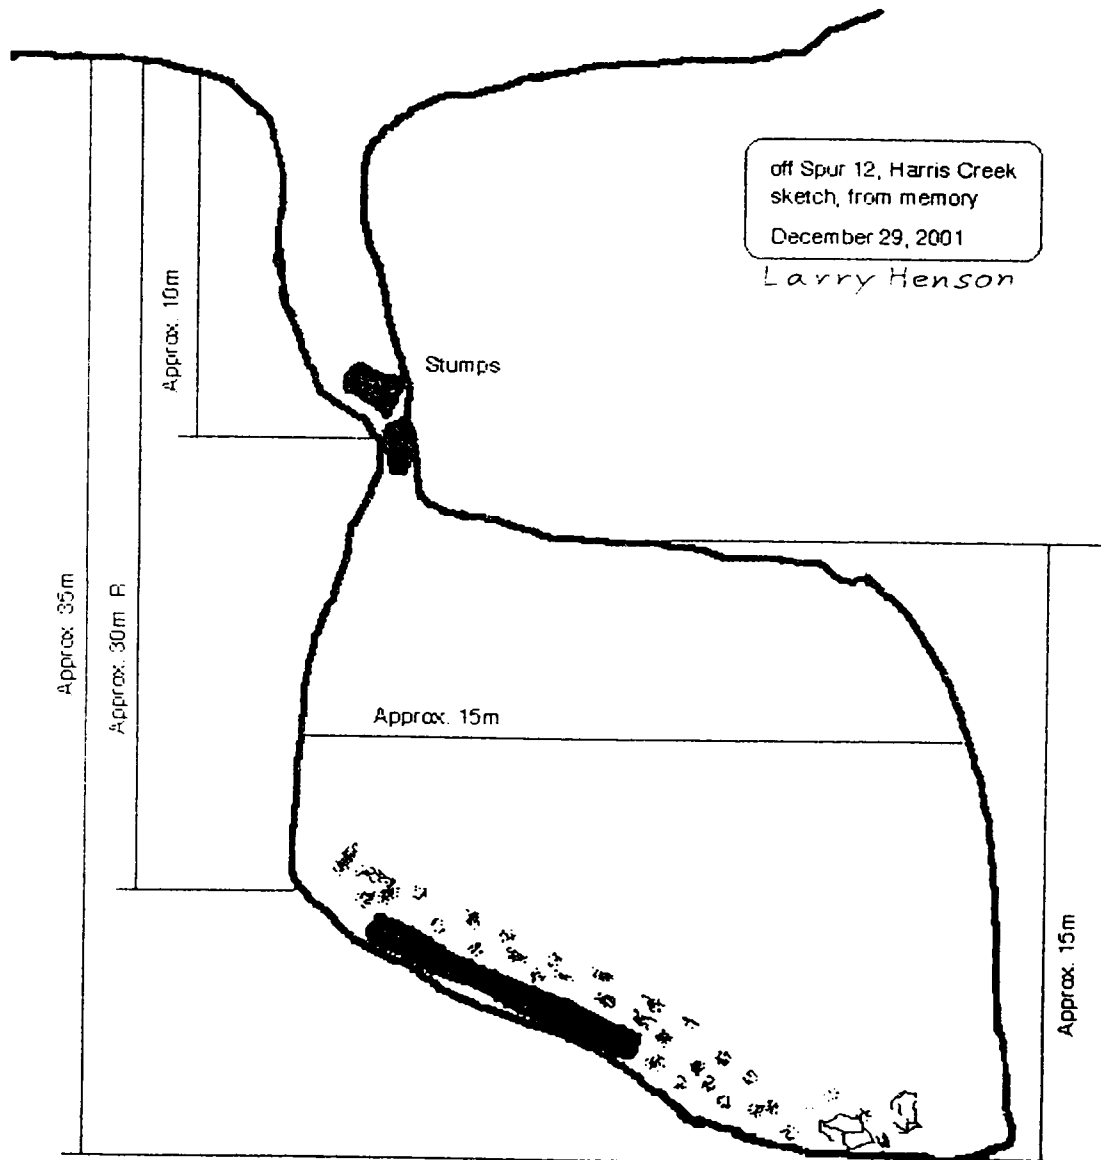 off Spur 12, Harris Creek
sketch, from memory
December 29, 2001
Larry Henson
Approx. 10m
Stumps
Approx 35m
Approx. 30m R
Approx. 15m
Approx. 15m